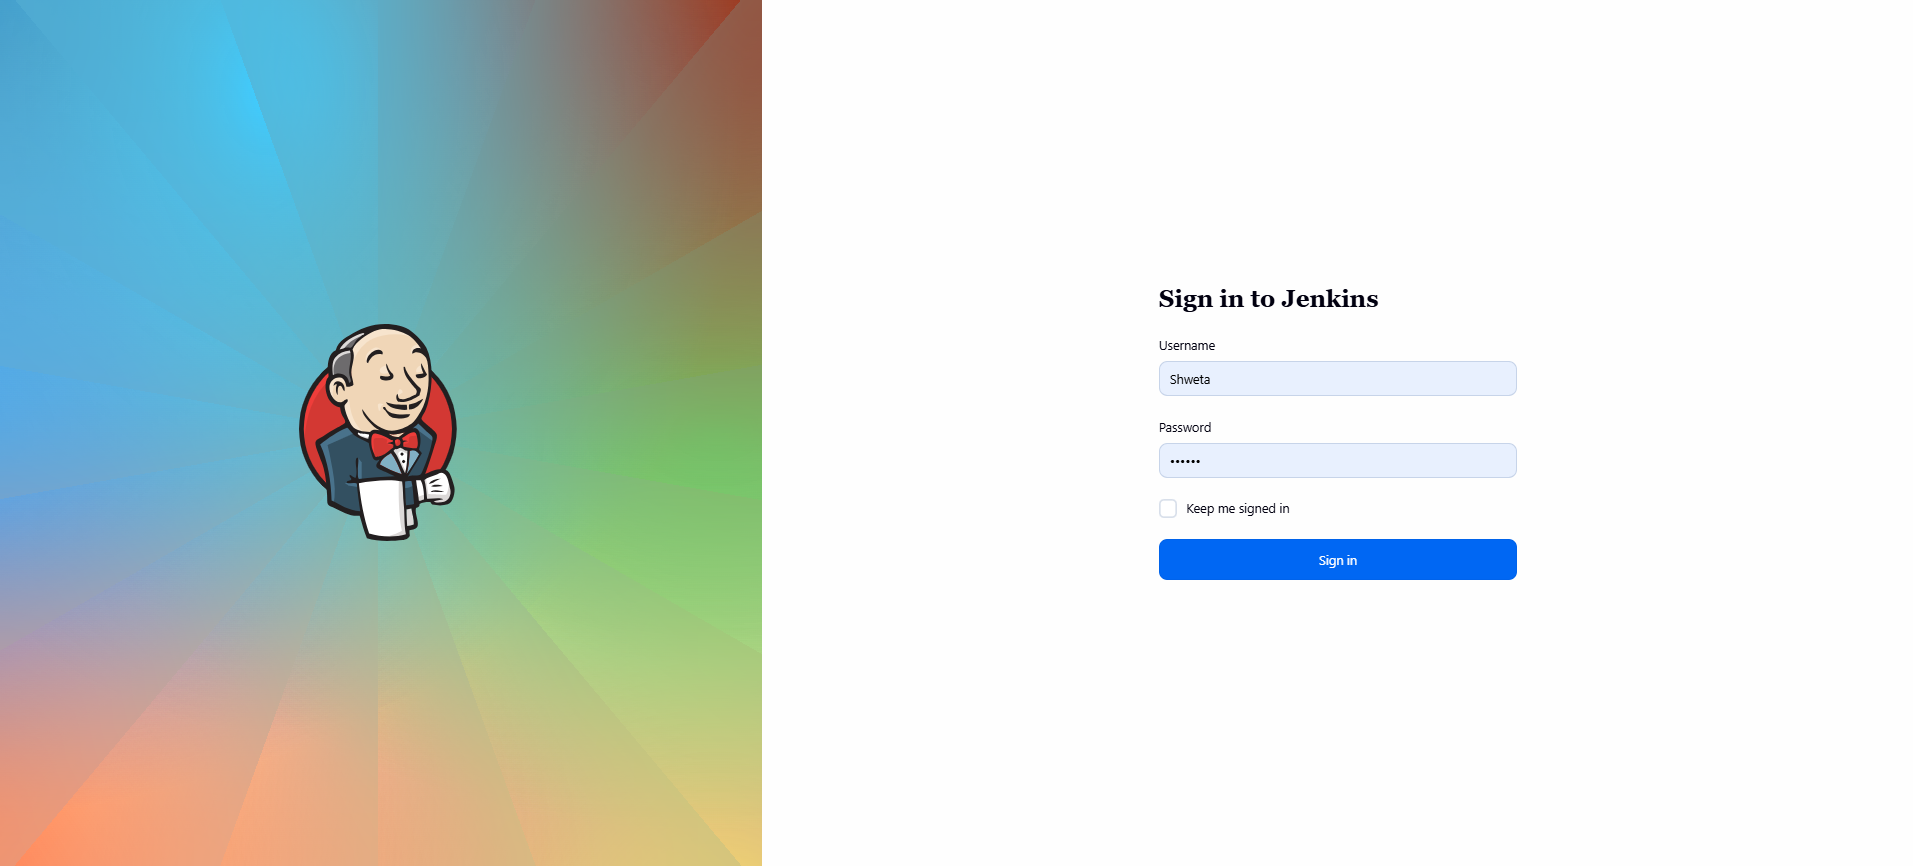 Sign in to Jenkins
Username
Shweta
Password
••••••
Keep me signed in
Sign in